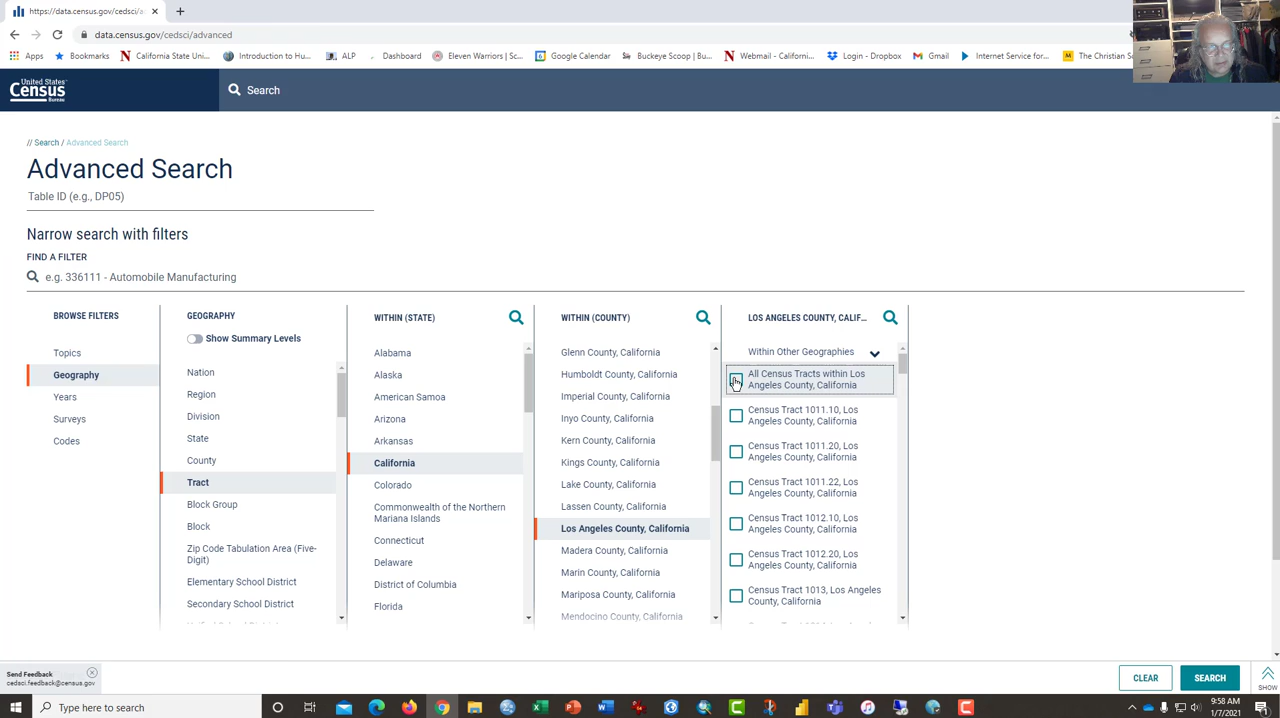 https://data.census.gov/cedsci/a
data.census.gov/cedsci/advanced
Apps
Bookmarks
California State Uni...
Introduction to Hu...
ALP
Dashboard
Eleven Warriors | Sc...
Google Calendar
Buckeye Scoop | Bu...
Webmail - Californi...
Login - Dropbox
Gmail
Internet Service for...
The Christian Sc
United States®
Census
Bureau
Search
// Search / Advanced Search
Advanced Search
Table ID (e.g., DP05)
Narrow search with filters
FIND A FILTER
e.g. 336111 - Automobile Manufacturing
BROWSE FILTERS
Topics
Geography
Years
Surveys
Codes
GEOGRAPHY
Show Summary Levels
Nation
Region
Division
State
County
Tract
Block Group
Block
Zip Code Tabulation Area (Five-
Digit)
Elementary School District
Secondary School District
WITHIN (STATE)
Alabama
Alaska
American Samoa
Arizona
Arkansas
California
Colorado
Commonwealth of the Northern
Mariana Islands
Connecticut
Delaware
District of Columbia
Florida
WITHIN (COUNTY)
Glenn County, California
Humboldt County, California
Imperial County, California
Inyo County, California
Kern County, California
Kings County, California
Lake County, California
Lassen County, California
Los Angeles County, California
Madera County, California
Marin County, California
Mariposa County, California
Mendocino County, California
LOS ANGELES COUNTY, CALIF...
Within Other Geographies
All Census Tracts within Los
Angeles County, California
Census Tract 1011.10, Los
Angeles County, California
Census Tract 1011.20, Los
Angeles County, California
Census Tract 1011.22, Los
Angeles County, California
Census Tract 1012.10, Los
Angeles County, California
Census Tract 1012.20, Los
Angeles County, California
Census Tract 1013, Los Angeles
County, California
Send Feedback
cedsci.feedback@census.gov
CLEAR
SEARCH
SHOW
Type here to search
9:58 AM
1/7/2021